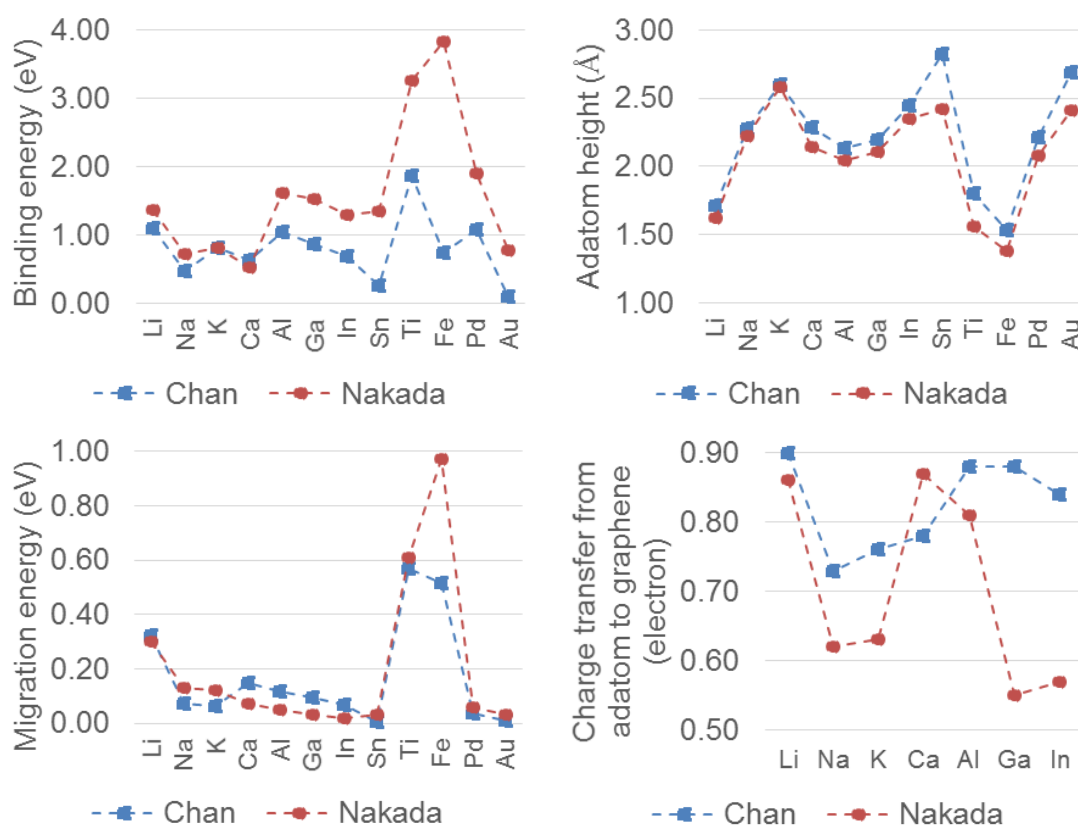 Binding energy (eV)
4.00
3.00
2.00
1.00
0.00
Li Na K Ca Al Ga In Sn Ti Fe Pd Au
Chan Nakada
Adatom height (Å)
3.00
2.50
2.00
1.50
1.00
Li Na K Ca Al Ga In Sn Ti Fe Pd Au
Chan Nakada
Migration energy (eV)
1.00
0.80
0.60
0.40
0.20
0.00
Li Na K Ca Al Ga In Sn Ti Fe Pd Au
Chan Nakada
Charge transfer from
adatom to graphene
(electron)
0.90
0.80
0.70
0.60
0.50
Li Na K Ca Al Ga In
Chan Nakada